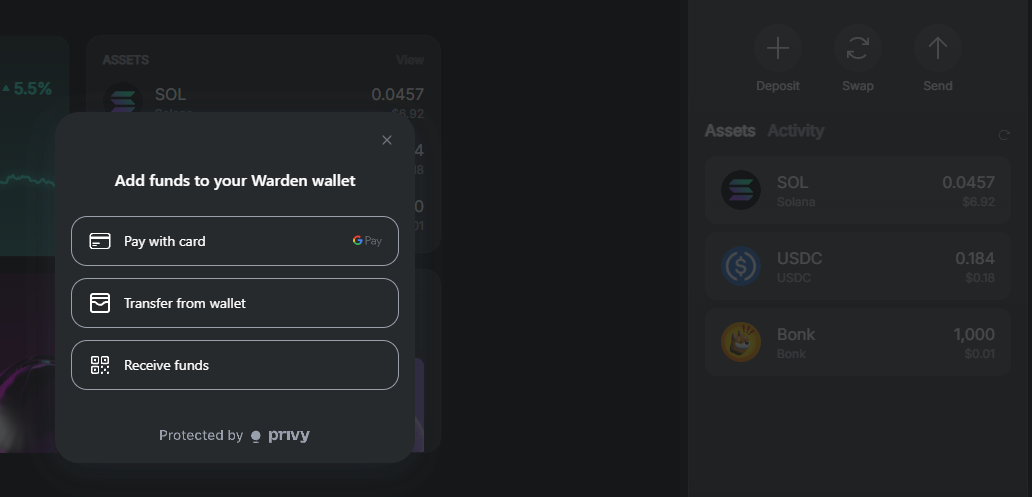 5.5%
ASSETS View
SOL 0.0457
Solana $6.92
Add funds to your Warden wallet
Pay with card G Pay
Transfer from wallet
Receive funds
Protected by privy
Deposit Swap Send
Assets Activity
SOL 0.0457
Solana $6.92
USDC 0.184
USDC $0.18
Bonk 1,000
Bonk $0.01